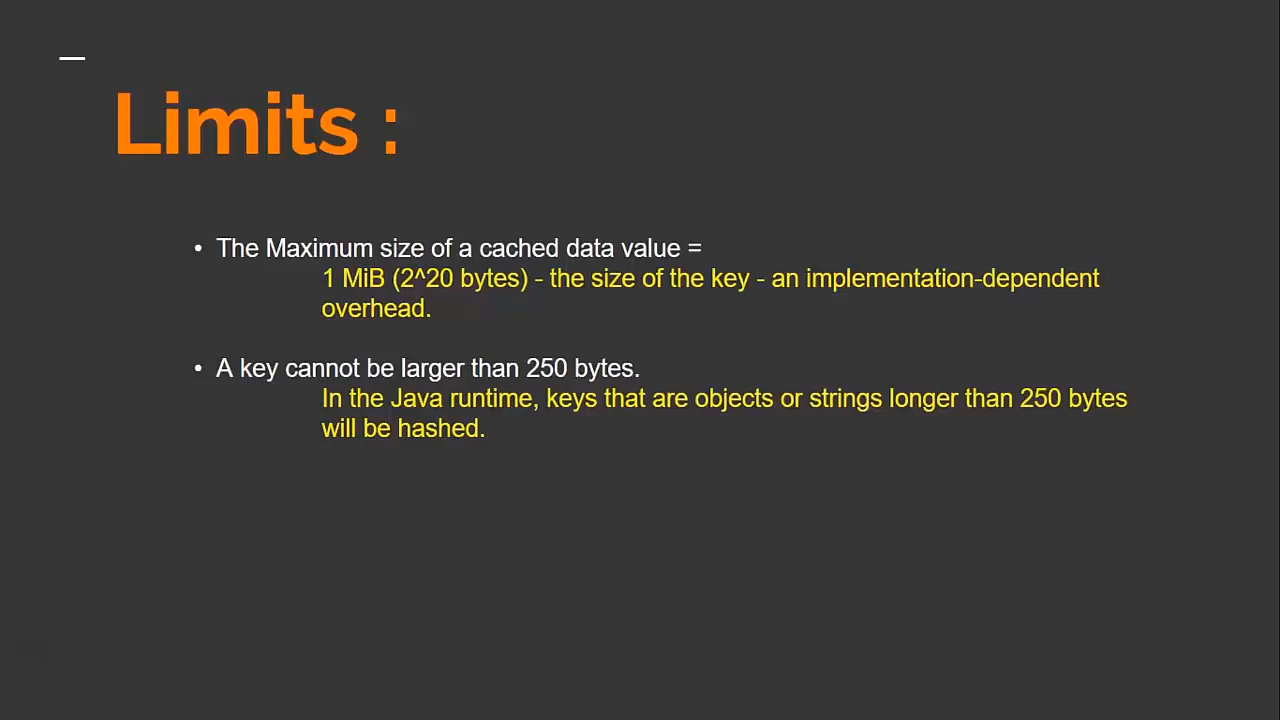 Limits :
• The Maximum size of a cached data value =
1 MiB (2^20 bytes) - the size of the key - an implementation-dependent
overhead.
• A key cannot be larger than 250 bytes.
In the Java runtime, keys that are objects or strings longer than 250 bytes
will be hashed.